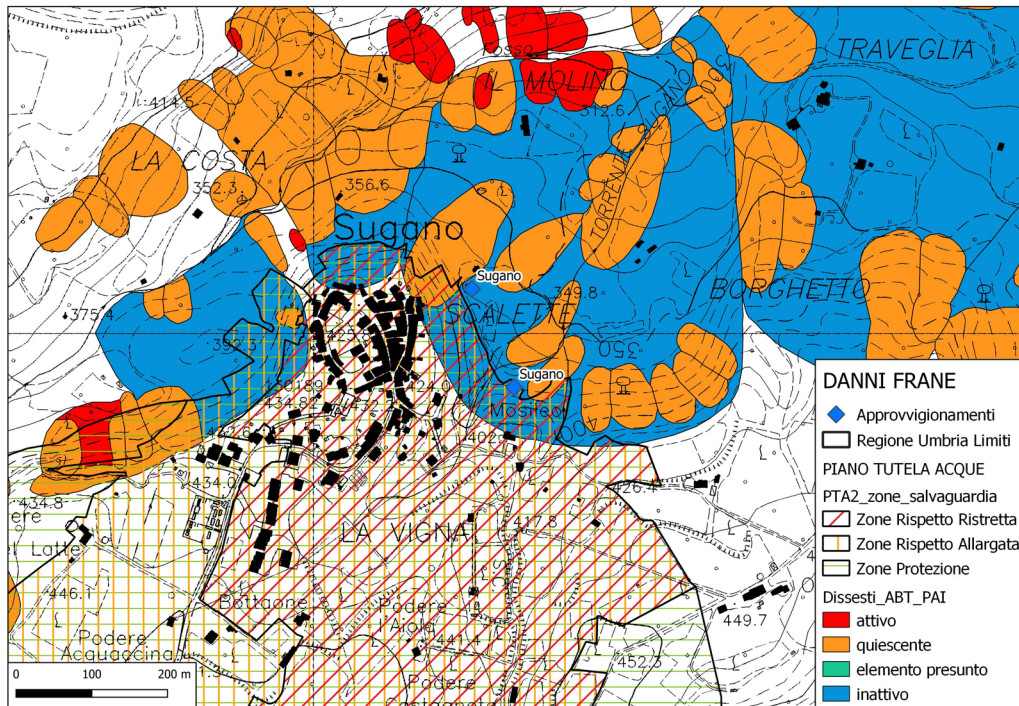 TRAVEGLIA
Fosso
IL MOLINO
312.6
300
414.5
LA COSTA
352.3
356.6
TORRENTE SUGANO
Sugano
Sugano
349.8
BORGHETTO
SCALETTE
375.4
392.3
350
Sugano
424.0
434.8
400
402
434.0
426.4
434.8
LA VIGNA
417.8
446.1
Bottaone
Podere
l'Aiola
449.7
Podere
Acquaccina
441.4
452.3
Podere
0 100 200 m
DANNI FRANE
Approvvigionamenti
Regione Umbria Limiti
PIANO TUTELA ACQUE
PTA2_zone_salvaguardia
Zone Rispetto Ristretta
Zone Rispetto Allargata
Zone Protezione
Dissesti_ABT_PAI
attivo
quiescente
elemento presunto
inattivo